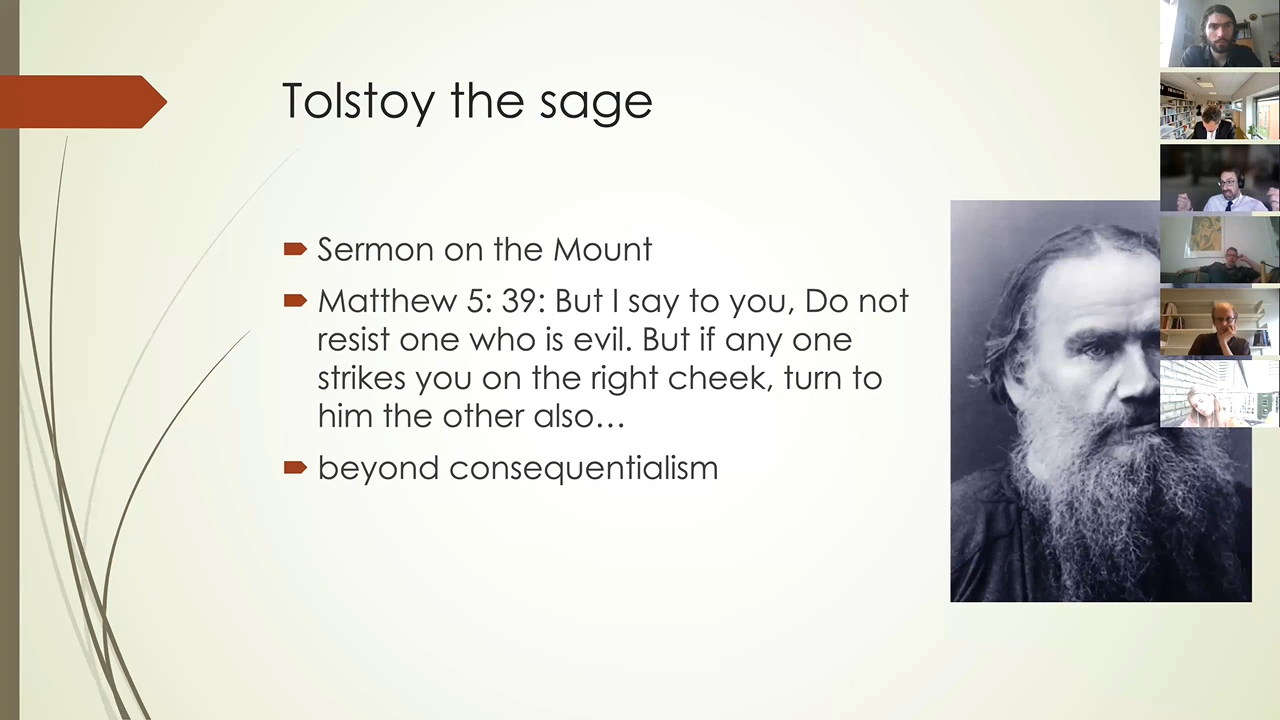 Tolstoy the sage
Sermon on the Mount
Matthew 5: 39: But I say to you, Do not
resist one who is evil. But if any one
strikes you on the right cheek, turn to
him the other also…
beyond consequentialism